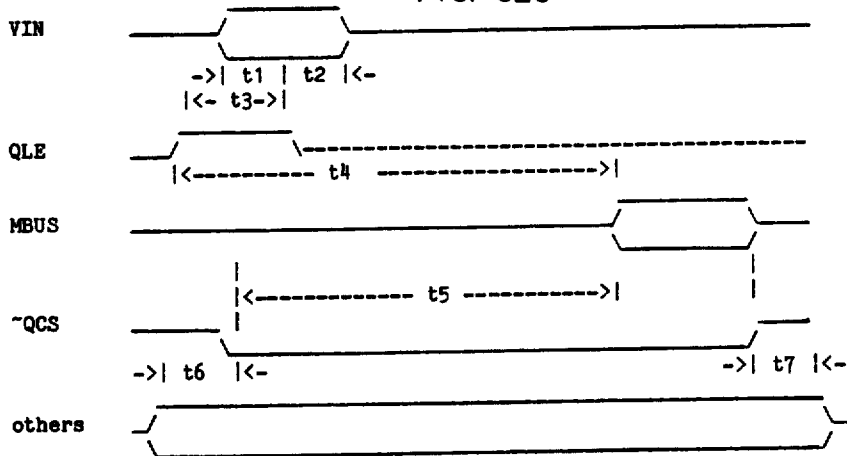 VIN
->| t1 | t2 |<-
|<- t3->|
QLE
|<----------- t4 ----------------->|
MBUS
|<-------------- t5 ------------->|
~QCS
->| t6 |<-
->| t7 |<-
others